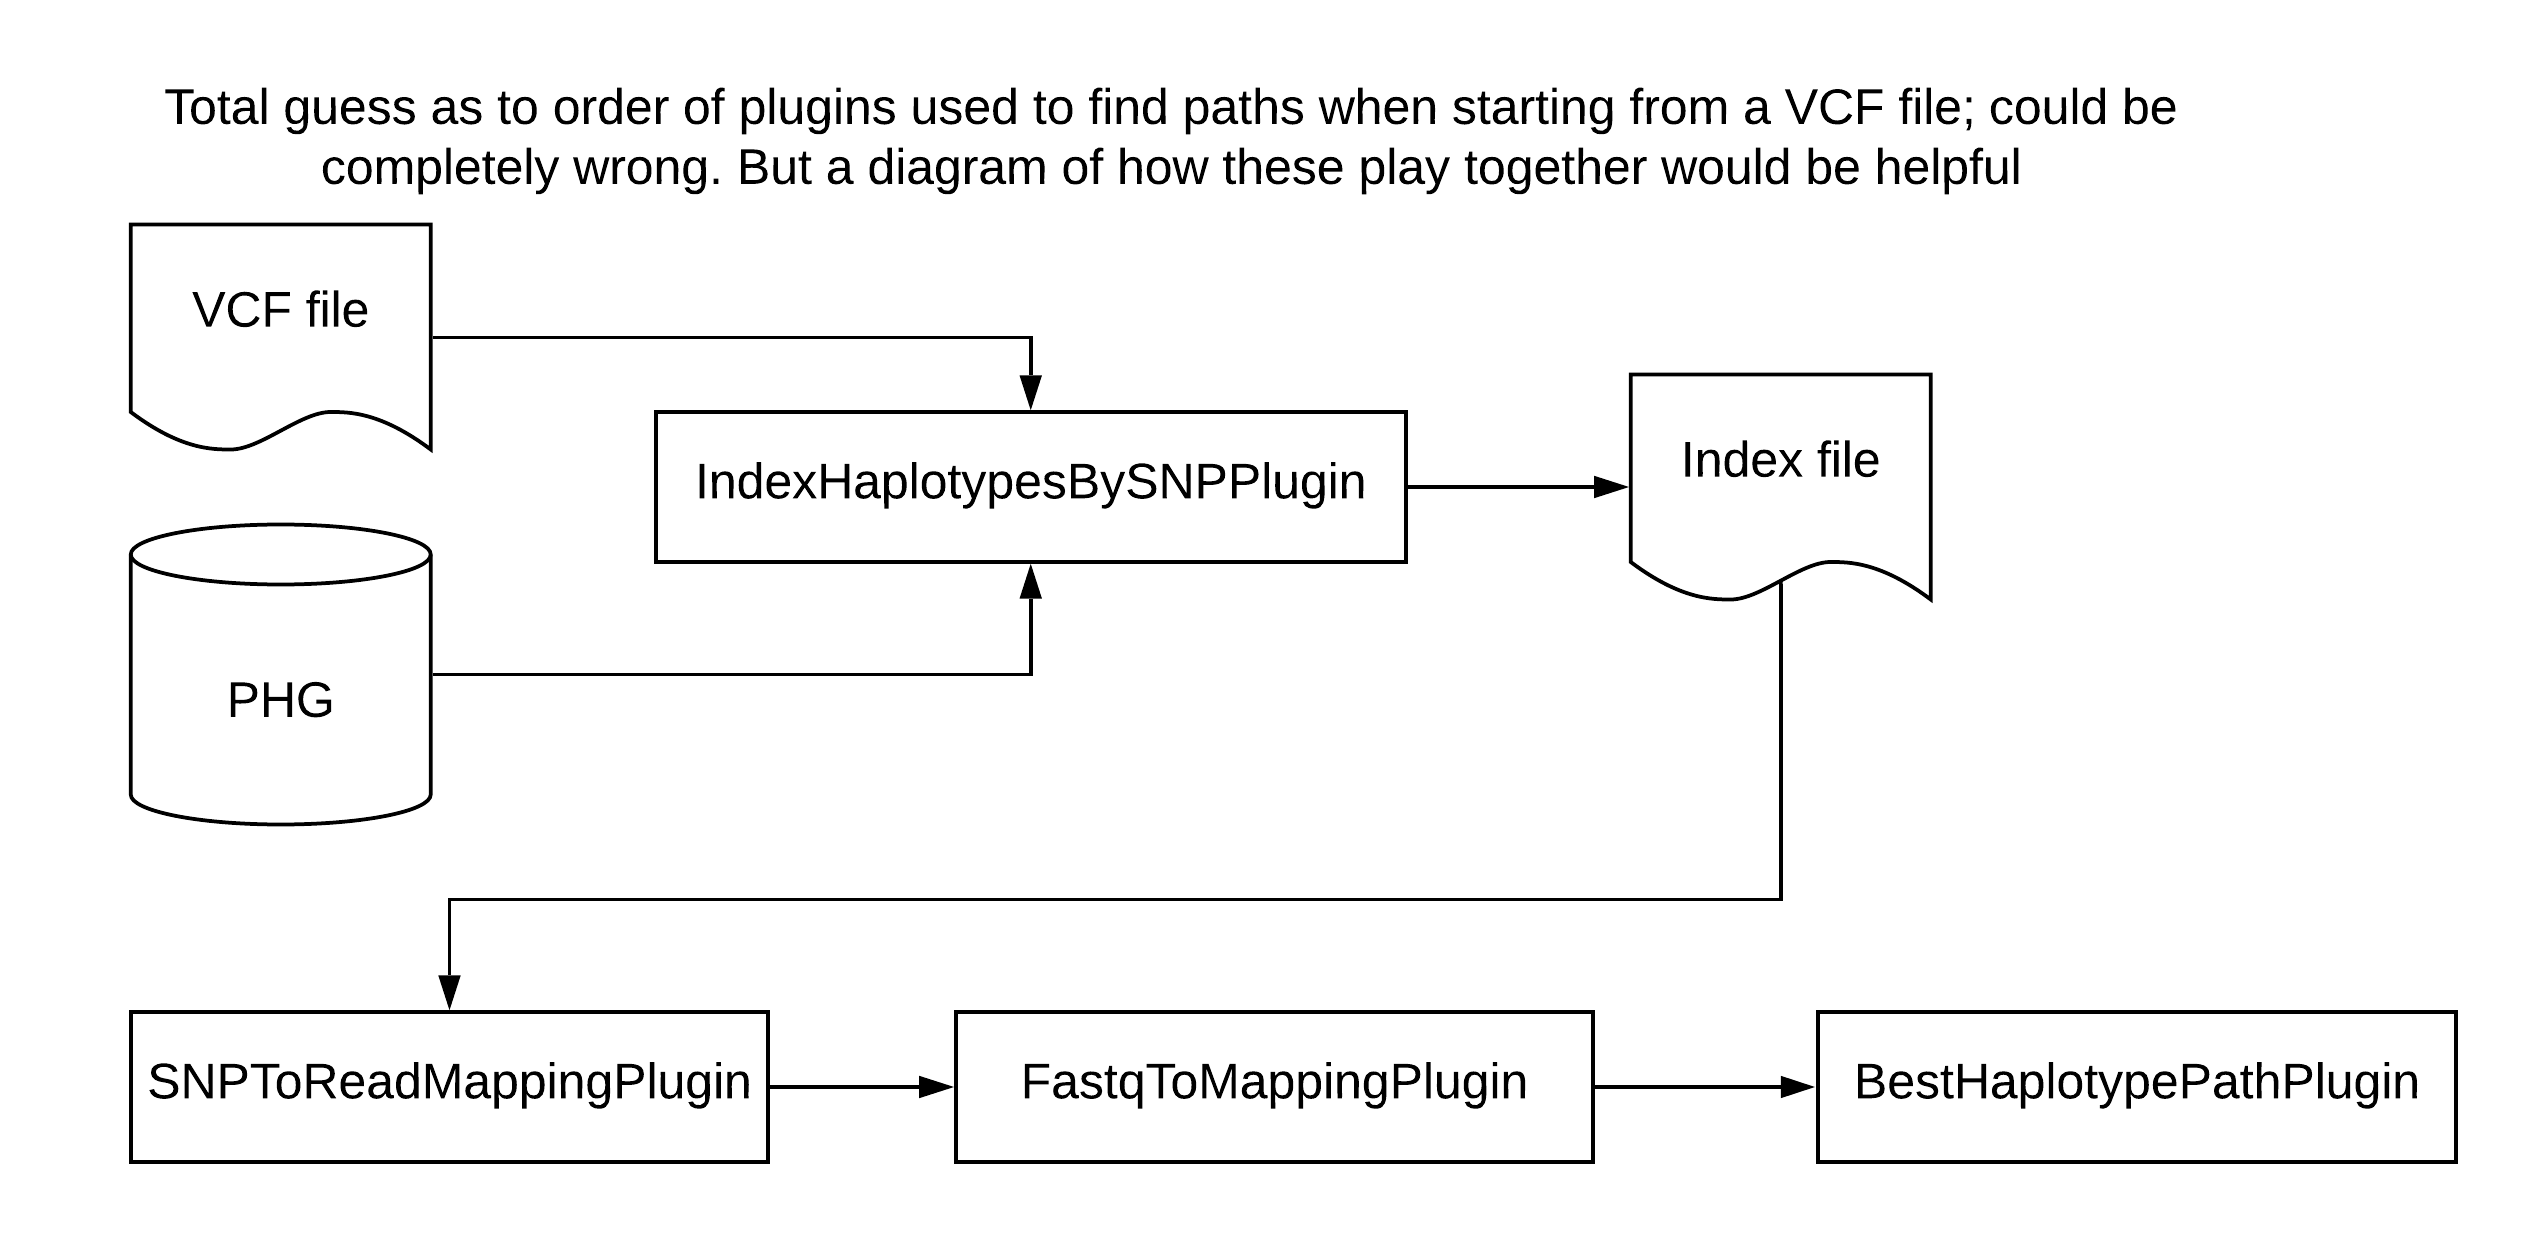 Total guess as to order of plugins used to find paths when starting from a VCF file; could be
completely wrong. But a diagram of how these play together would be helpful
VCF file
IndexHaplotypesBySNPPlugin
Index file
PHG
SNPToReadMappingPlugin
FastqToMappingPlugin
BestHaplotypePathPlugin